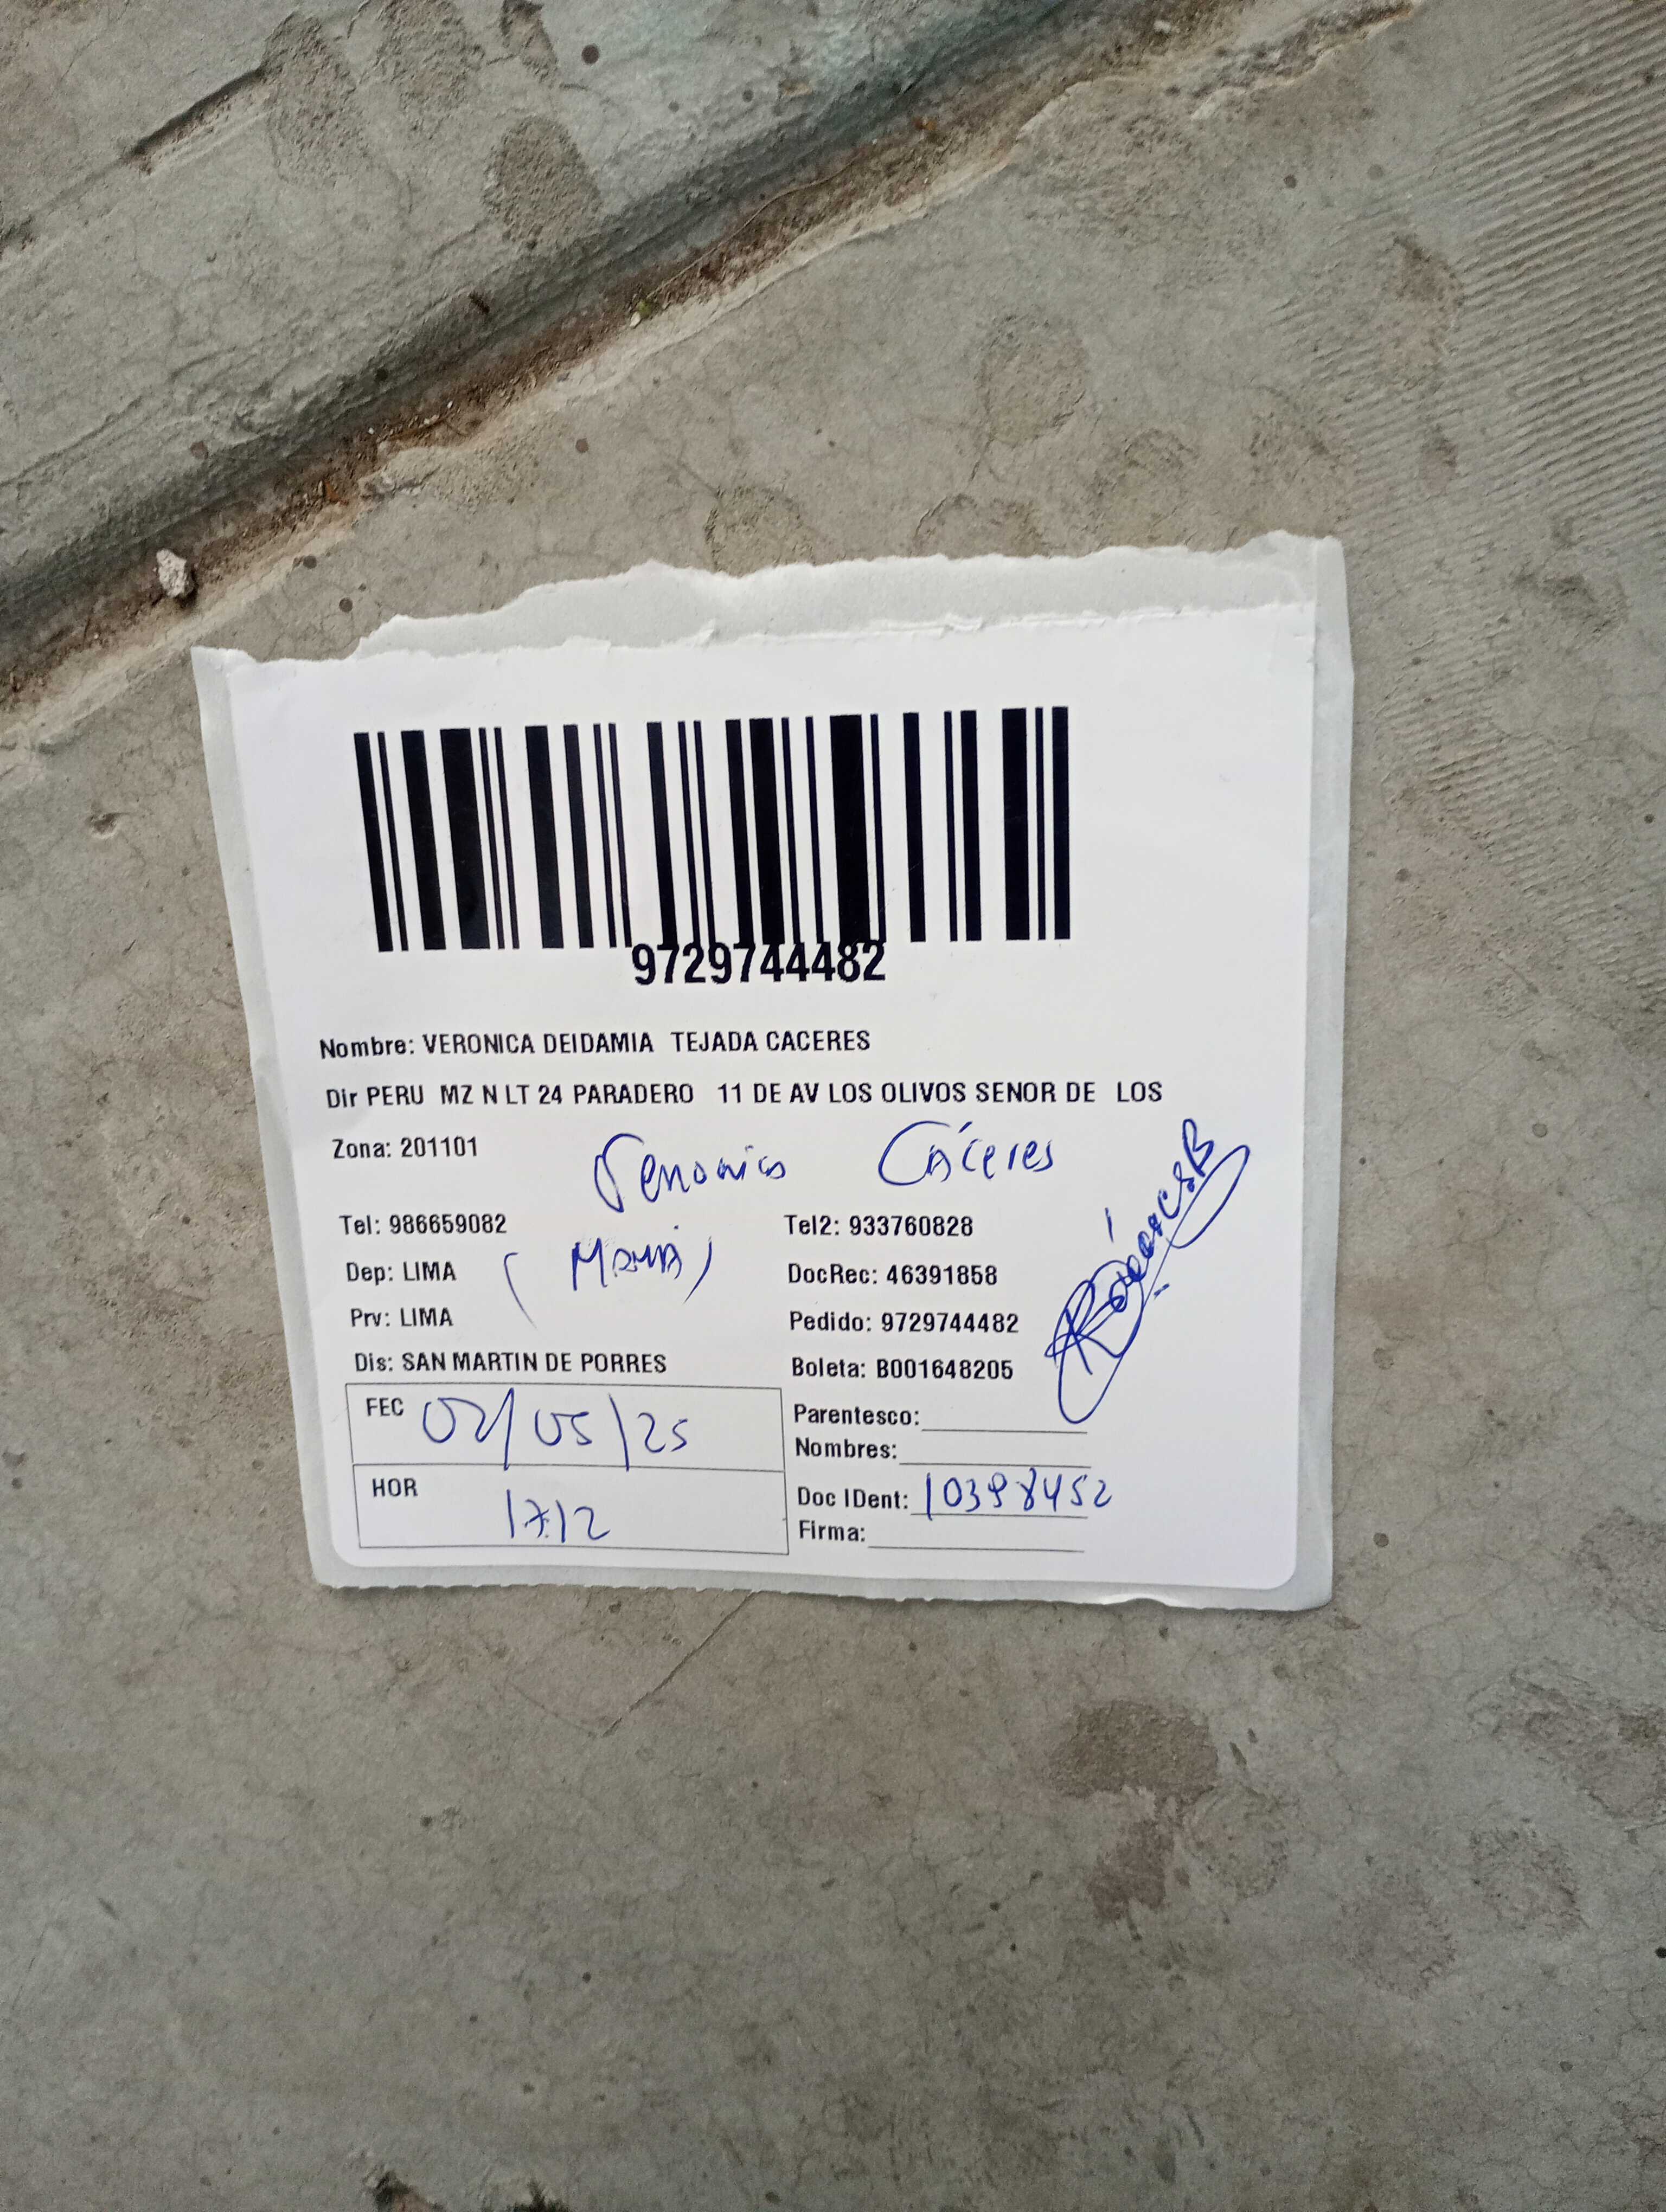 9729744482
Nombre: VERONICA DEIDAMIA TEJADA CACERES
Dir PERU MZ N LT 24 PARADERO 11 DE AV LOS OLIVOS SENOR DE LOS
Zona: 201101
Cáceres
Tel: 986659082 Tel2: 933760828
(MAMÁ)
Dep: LIMA DocRec: 46391858
Prv: LIMA Pedido: 9729744482
Dis: SAN MARTIN DE PORRES Boleta: B001648205
FEC 02/05/25
Parentesco:
Nombres:
HOR 17:12
Doc IDent: 10398452
Firma: